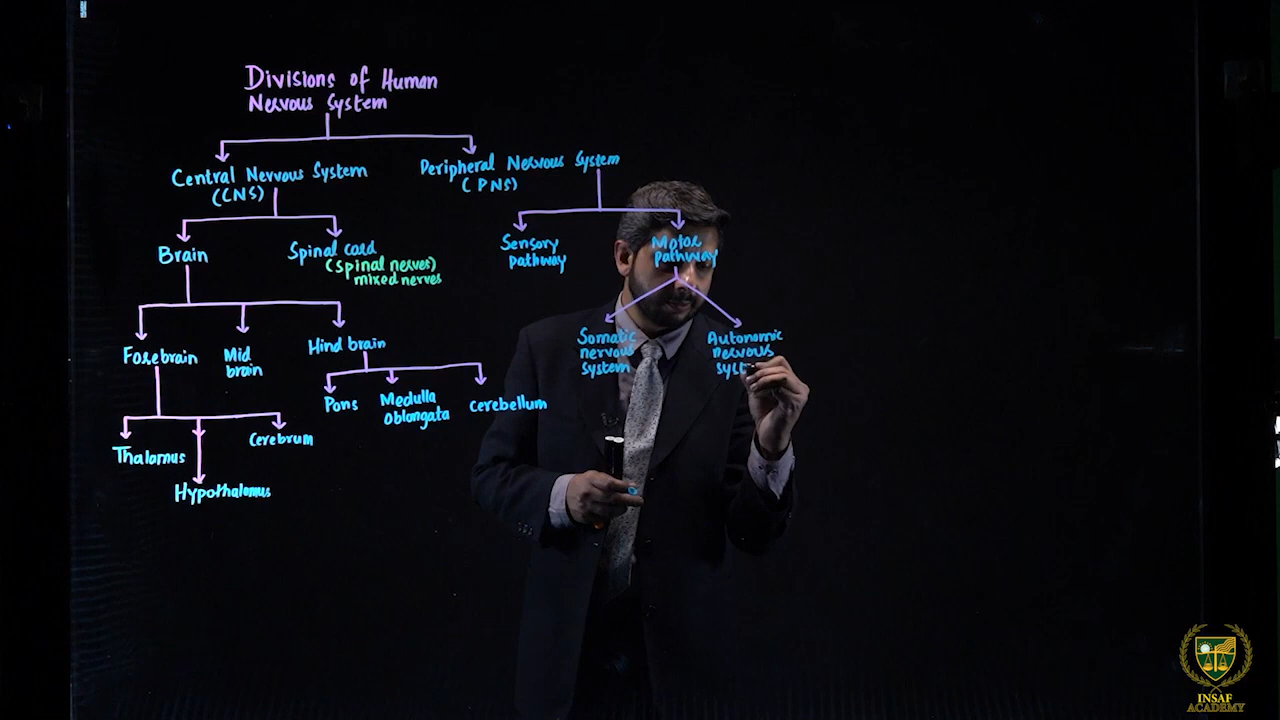 Divisions of Human
Nervous System
Central Nervous System
(CNS)
Peripheral Nervous System
(PNS)
Brain
Spinal cord
(spinal nerves)
mixed nerves
Sensory
pathway
Motor
pathway
Forebrain
Mid
brain
Hind brain
Somatic
nervous
system
Autonomic
nervous
Pons
Medulla
oblongata
Cerebellum
Thalamus
Hypothalamus
Cerebrum
INSAF
ACADEMY